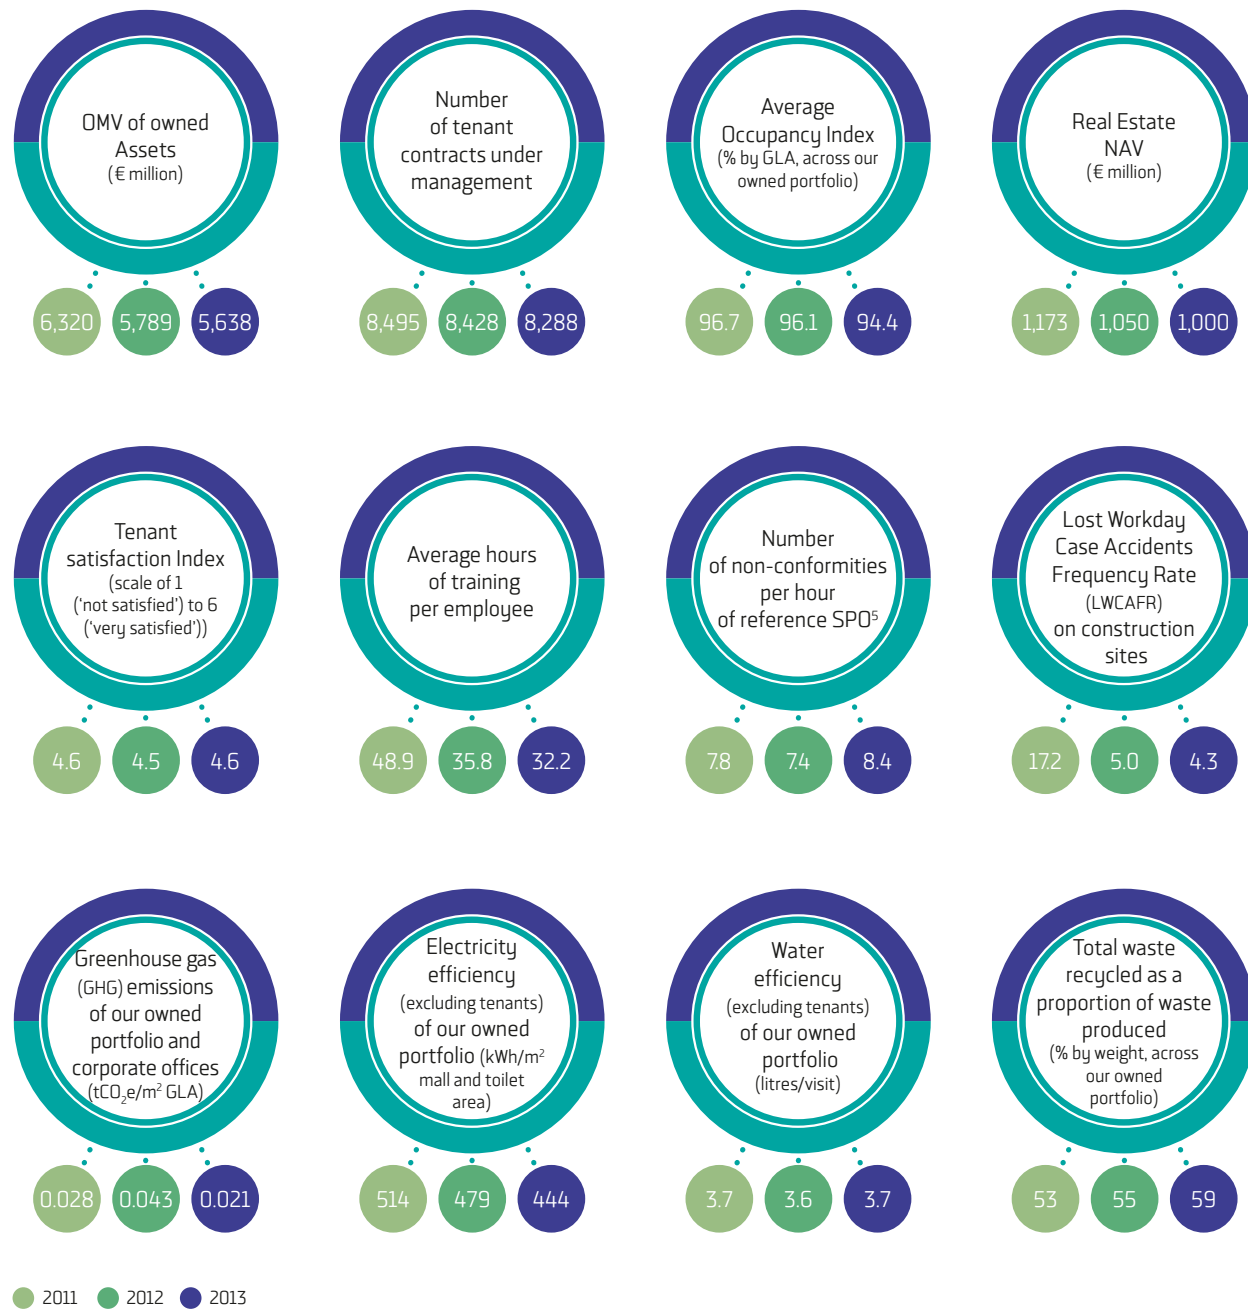 OMV of owned
Assets
(€ million)
6,320 5,789 5,638
Number
of tenant
contracts under
management
8,495 8,428 8,288
Average
Occupancy Index
(% by GLA, across our
owned portfolio)
96.7 96.1 94.4
Real Estate
NAV
(€ million)
1,173 1,050 1,000
Tenant
satisfaction Index
(scale of 1
(‘not satisfied’) to 6
(‘very satisfied’))
4.6 4.5 4.6
Average hours
of training
per employee
48.9 35.8 32.2
Number
of non-conformities
per hour
of reference SPO⁵
7.8 7.4 8.4
Lost Workday
Case Accidents
Frequency Rate
(LWCAFR)
on construction
sites
17.2 5.0 4.3
Greenhouse gas
(GHG) emissions
of our owned
portfolio and
corporate offices
(tCO₂e/m² GLA)
0.028 0.043 0.021
Electricity
efficiency
(excluding tenants)
of our owned
portfolio (kWh/m²
mall and toilet
area)
514 479 444
Water
efficiency
(excluding tenants)
of our owned
portfolio
(litres/visit)
3.7 3.6 3.7
Total waste
recycled as a
proportion of waste
produced
(% by weight, across
our owned
portfolio)
53 55 59
2011 2012 2013